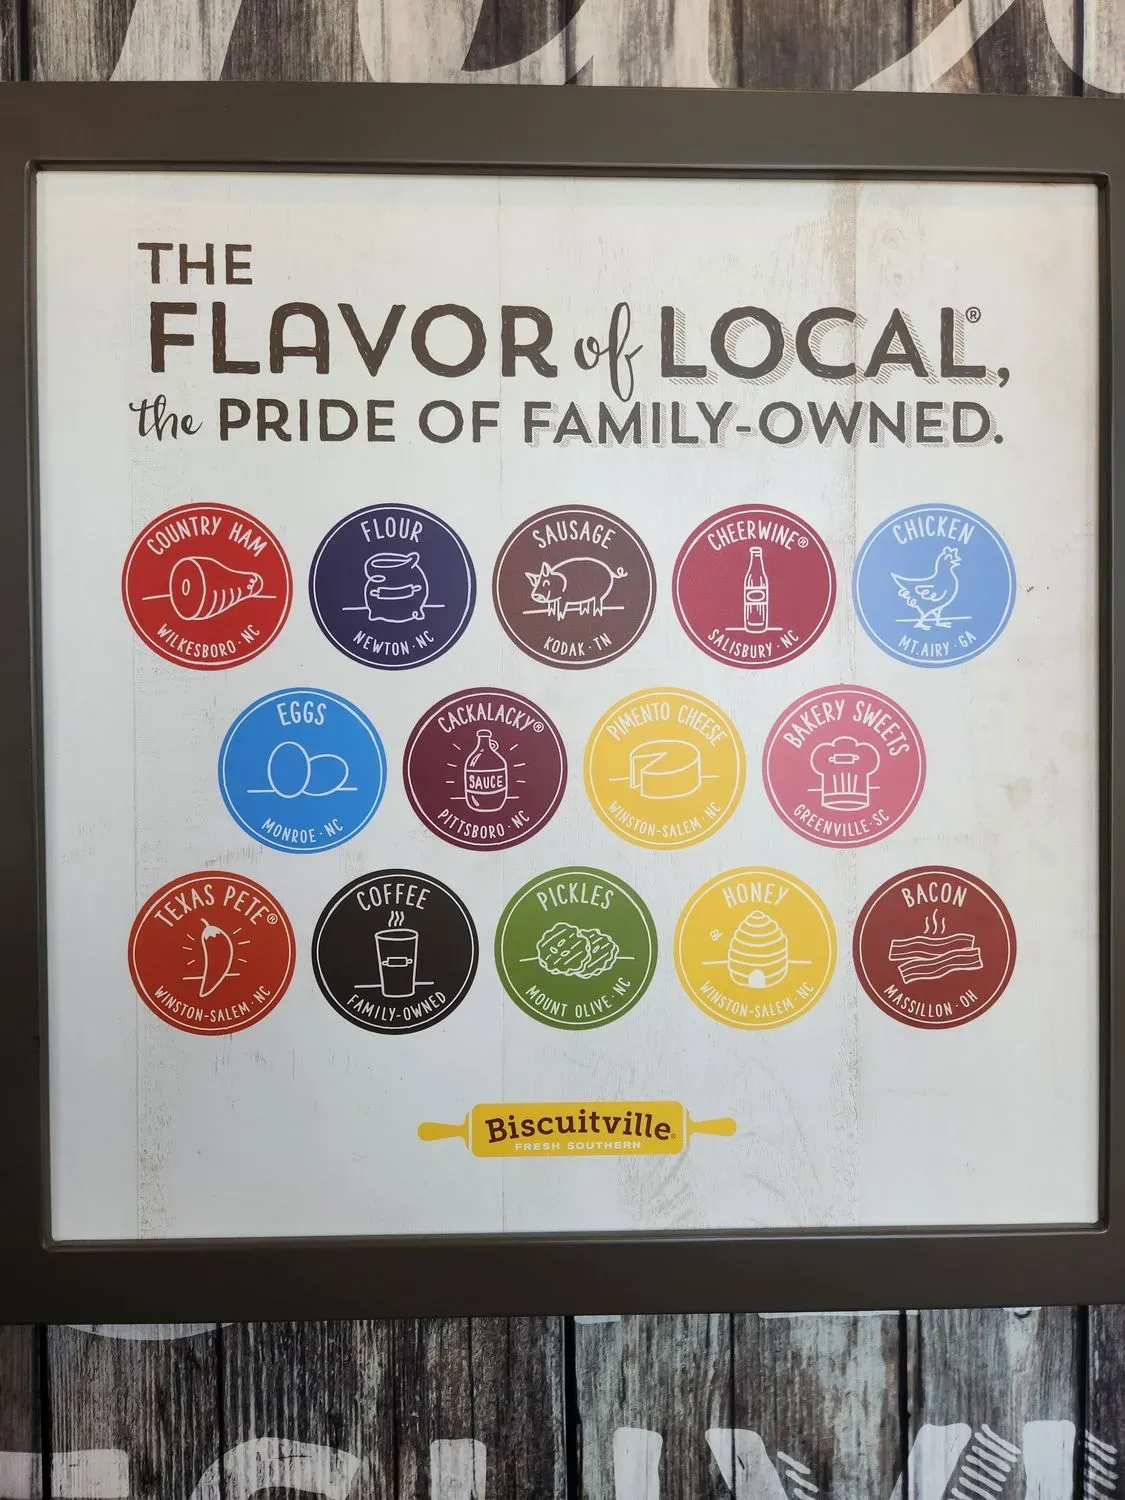 THE
FLAVOR of LOCAL®,
the PRIDE OF FAMILY-OWNED.
COUNTRY HAM
WILKESBORO · NC
FLOUR
NEWTON · NC
SAUSAGE
KODAK · TN
CHEERWINE®
SALISBURY · NC
CHICKEN
MT. AIRY · GA
EGGS
MONROE · NC
CACKALACKY®
SAUCE
PITTSBORO · NC
PIMENTO CHEESE
WINSTON-SALEM · NC
BAKERY SWEETS
GREENVILLE · SC
TEXAS PETE®
WINSTON-SALEM · NC
COFFEE
FAMILY-OWNED
PICKLES
MOUNT OLIVE · NC
HONEY
WINSTON-SALEM · NC
BACON
MASSILLON · OH
Biscuitville®
FRESH SOUTHERN